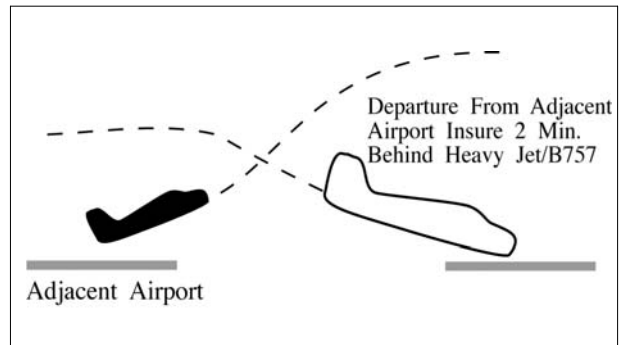 Departure From Adjacent
Airport Insure 2 Min.
Behind Heavy Jet/B757
Adjacent Airport